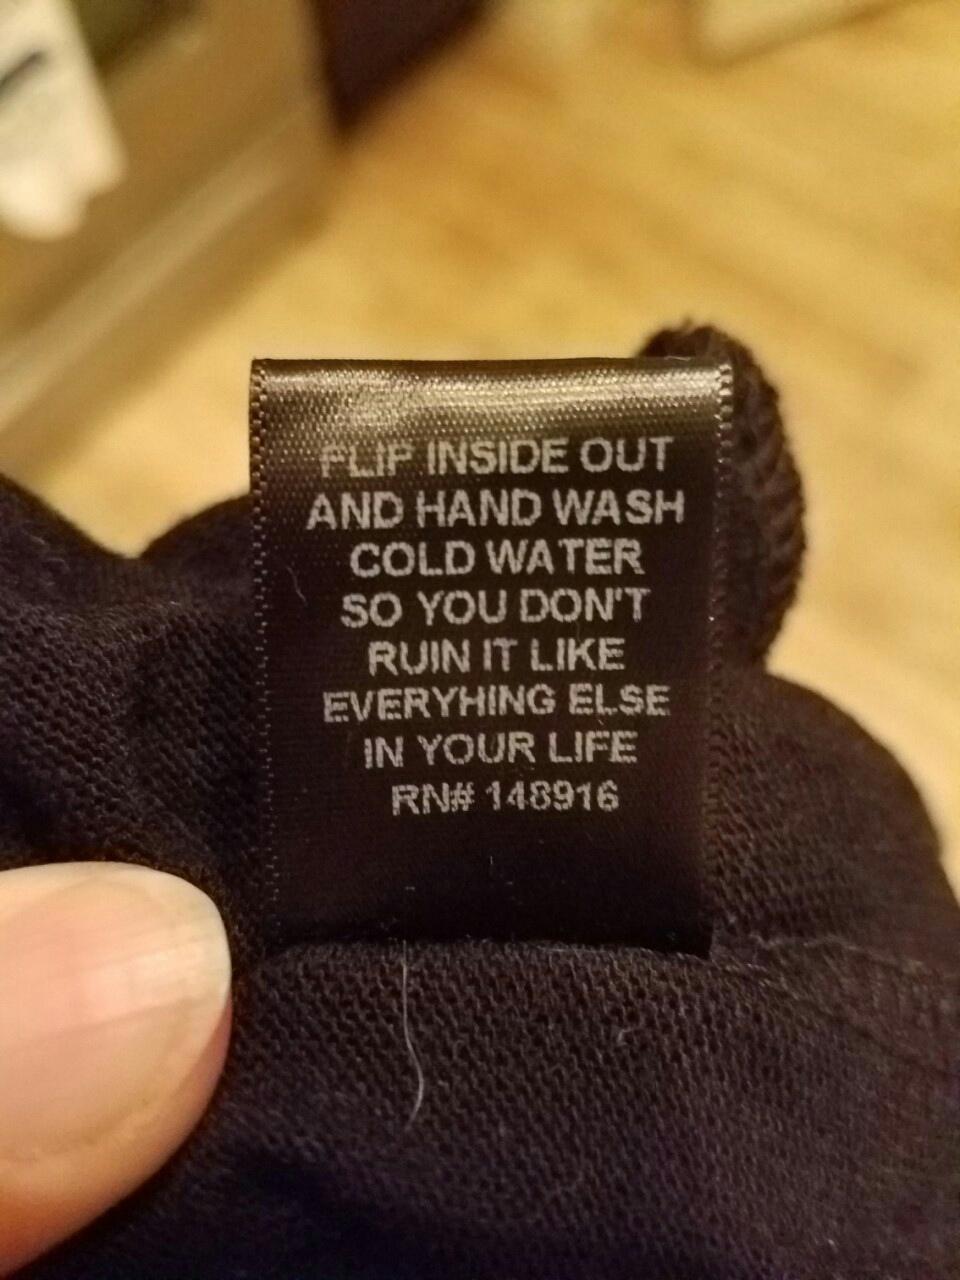 FLIP INSIDE OUT
AND HAND WASH
COLD WATER
SO YOU DON'T
RUIN IT LIKE
EVERYHING ELSE
IN YOUR LIFE
RN# 148916